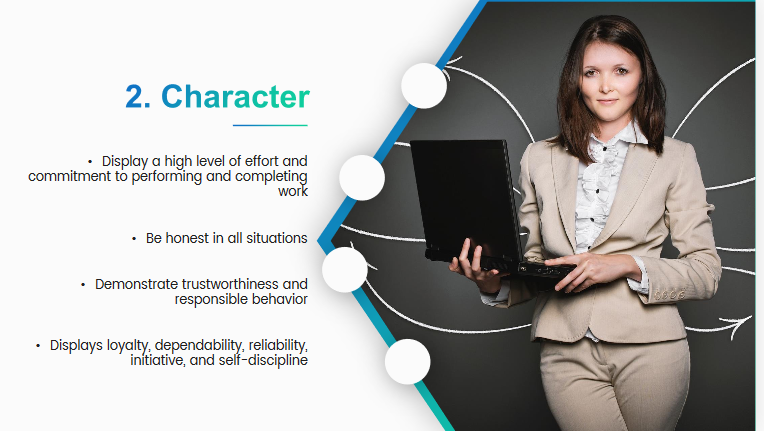 2. Character
• Display a high level of effort and
commitment to performing and completing
work
• Be honest in all situations
• Demonstrate trustworthiness and
responsible behavior
• Displays loyalty, dependability, reliability,
initiative, and self-discipline